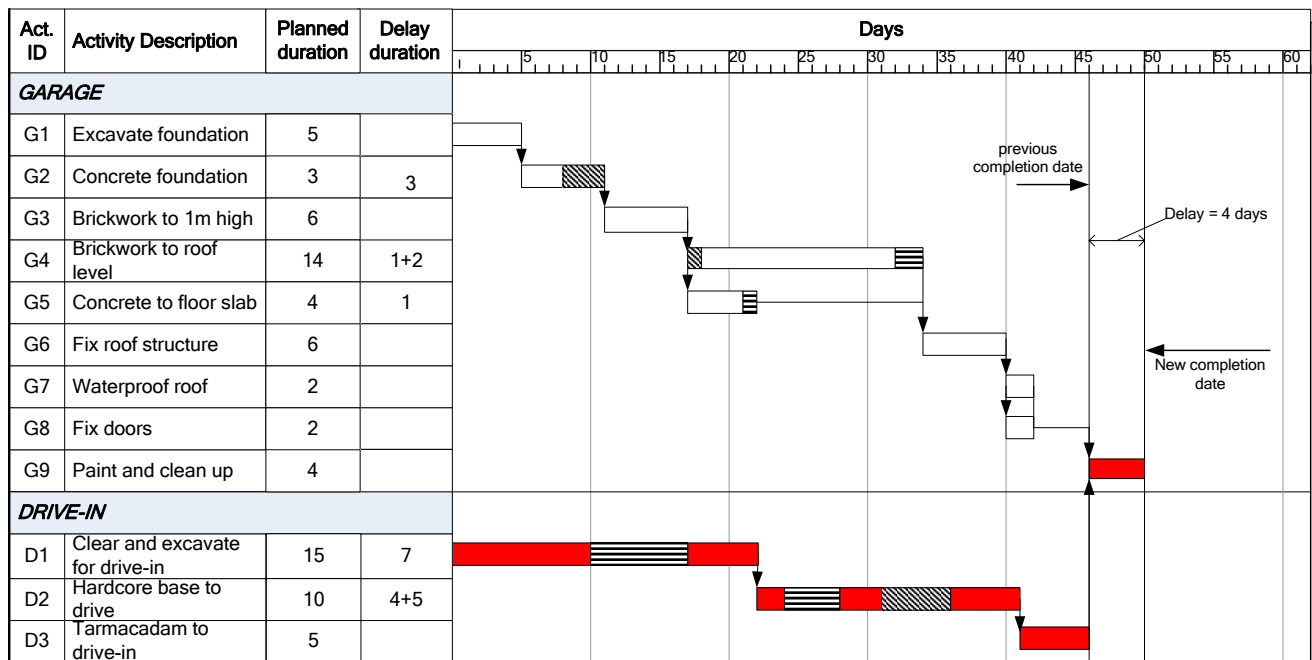 Act. ID Activity Description Planned duration Delay duration Days
5 10 15 20 25 30 35 40 45 50 55 60
GARAGE
G1 Excavate foundation 5
G2 Concrete foundation 3 3
previous completion date
G3 Brickwork to 1m high 6
Delay = 4 days
G4 Brickwork to roof level 14 1+2
G5 Concrete to floor slab 4 1
G6 Fix roof structure 6
New completion date
G7 Waterproof roof 2
G8 Fix doors 2
G9 Paint and clean up 4
DRIVE-IN
D1 Clear and excavate for drive-in 15 7
D2 Hardcore base to drive 10 4+5
D3 Tarmacadam to drive-in 5